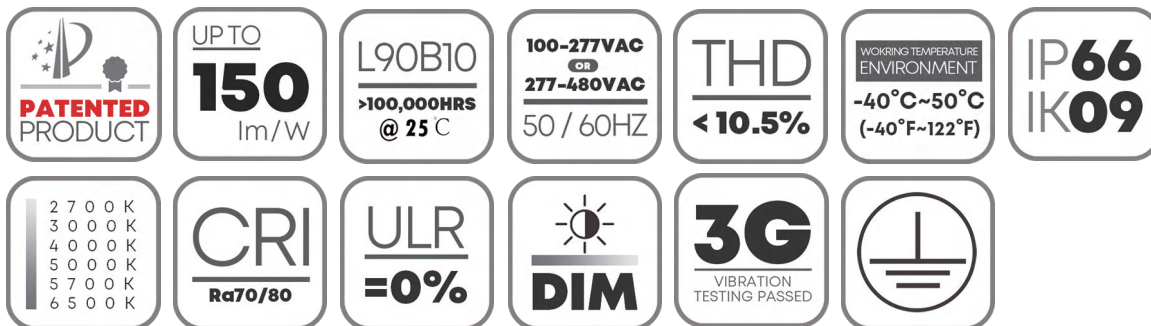 PATENTED
PRODUCT
UP TO
150
lm/W
L90B10
>100,000HRS
@ 25°C
100-277VAC
OR
277-480VAC
50 / 60HZ
THD
< 10.5%
WOKRING TEMPERATURE
ENVIRONMENT
-40°C~50°C
(-40°F~122°F)
IP66
IK09
2700K
3000K
4000K
5000K
5700K
6500K
CRI
Ra70/80
ULR
=0%
DIM
3G
VIBRATION
TESTING PASSED